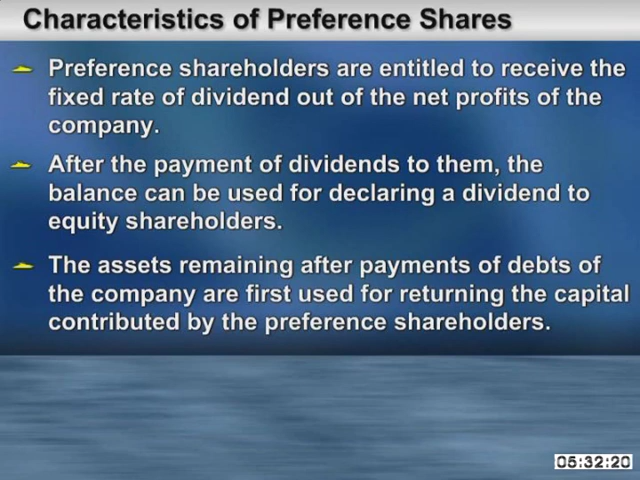 Characteristics of Preference Shares
Preference shareholders are entitled to receive the
fixed rate of dividend out of the net profits of the
company.
After the payment of dividends to them, the
balance can be used for declaring a dividend to
equity shareholders.
The assets remaining after payments of debts of
the company are first used for returning the capital
contributed by the preference shareholders.
05:32:20